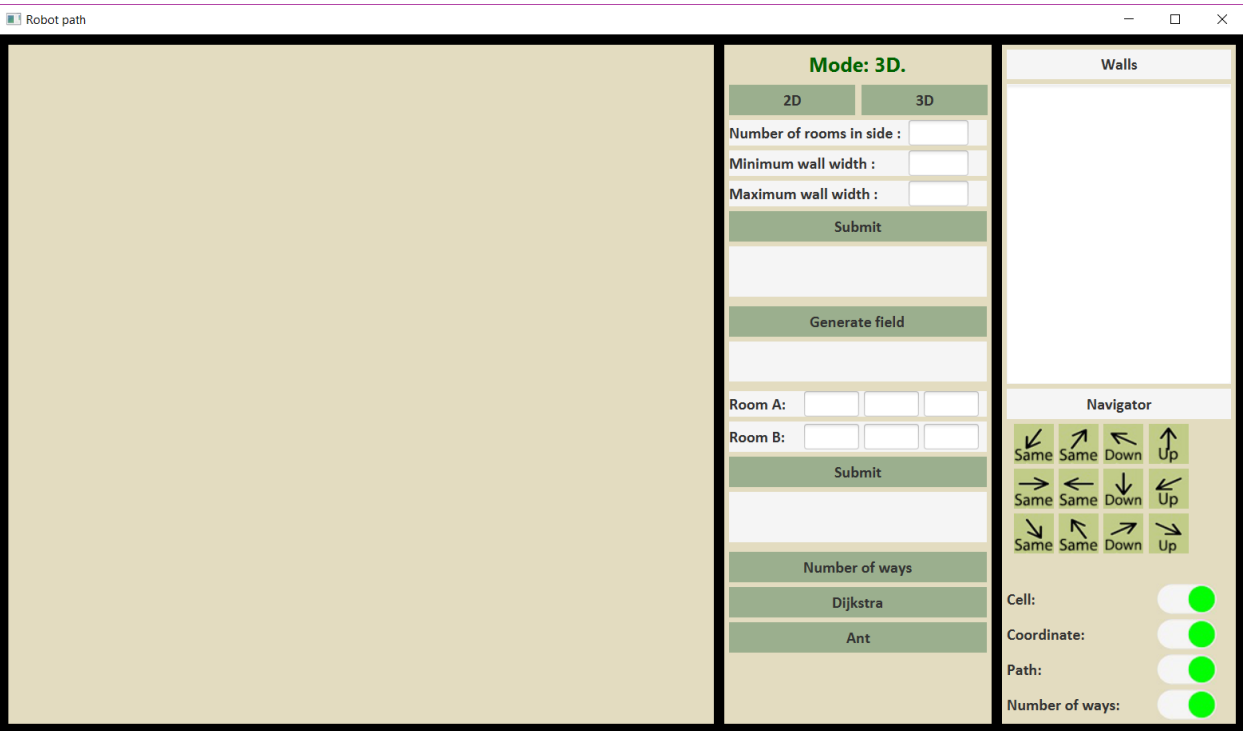 Robot path
Mode: 3D.
2D 3D
Number of rooms in side :
Minimum wall width :
Maximum wall width :
Submit
Generate field
Room A:
Room B:
Submit
Number of ways
Dijkstra
Ant
Walls
Navigator
Same Same Down Up
Same Same Down Up
Same Same Down Up
Cell:
Coordinate:
Path:
Number of ways: